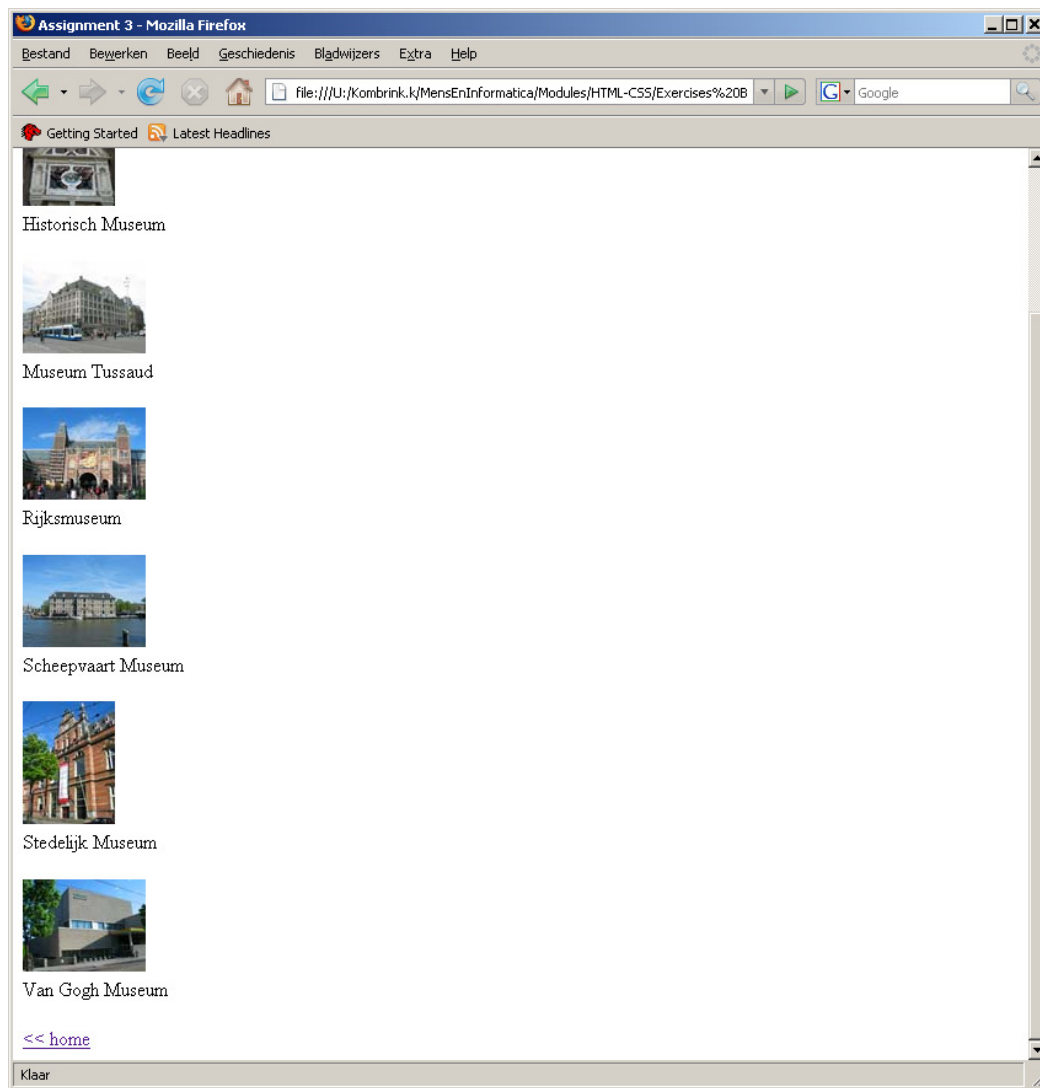 Assignment 3 - Mozilla Firefox
Bestand Bewerken Beeld Geschiedenis Bladwijzers Extra Help
file:///U:/Kombrink.k/MensEnInformatica/Modules/HTML-CSS/Exercises%20B
G Google
Getting Started Latest Headlines
Historisch Museum
Museum Tussaud
Rijksmuseum
Scheepvaart Museum
Stedelijk Museum
Van Gogh Museum
<< home
Klaar